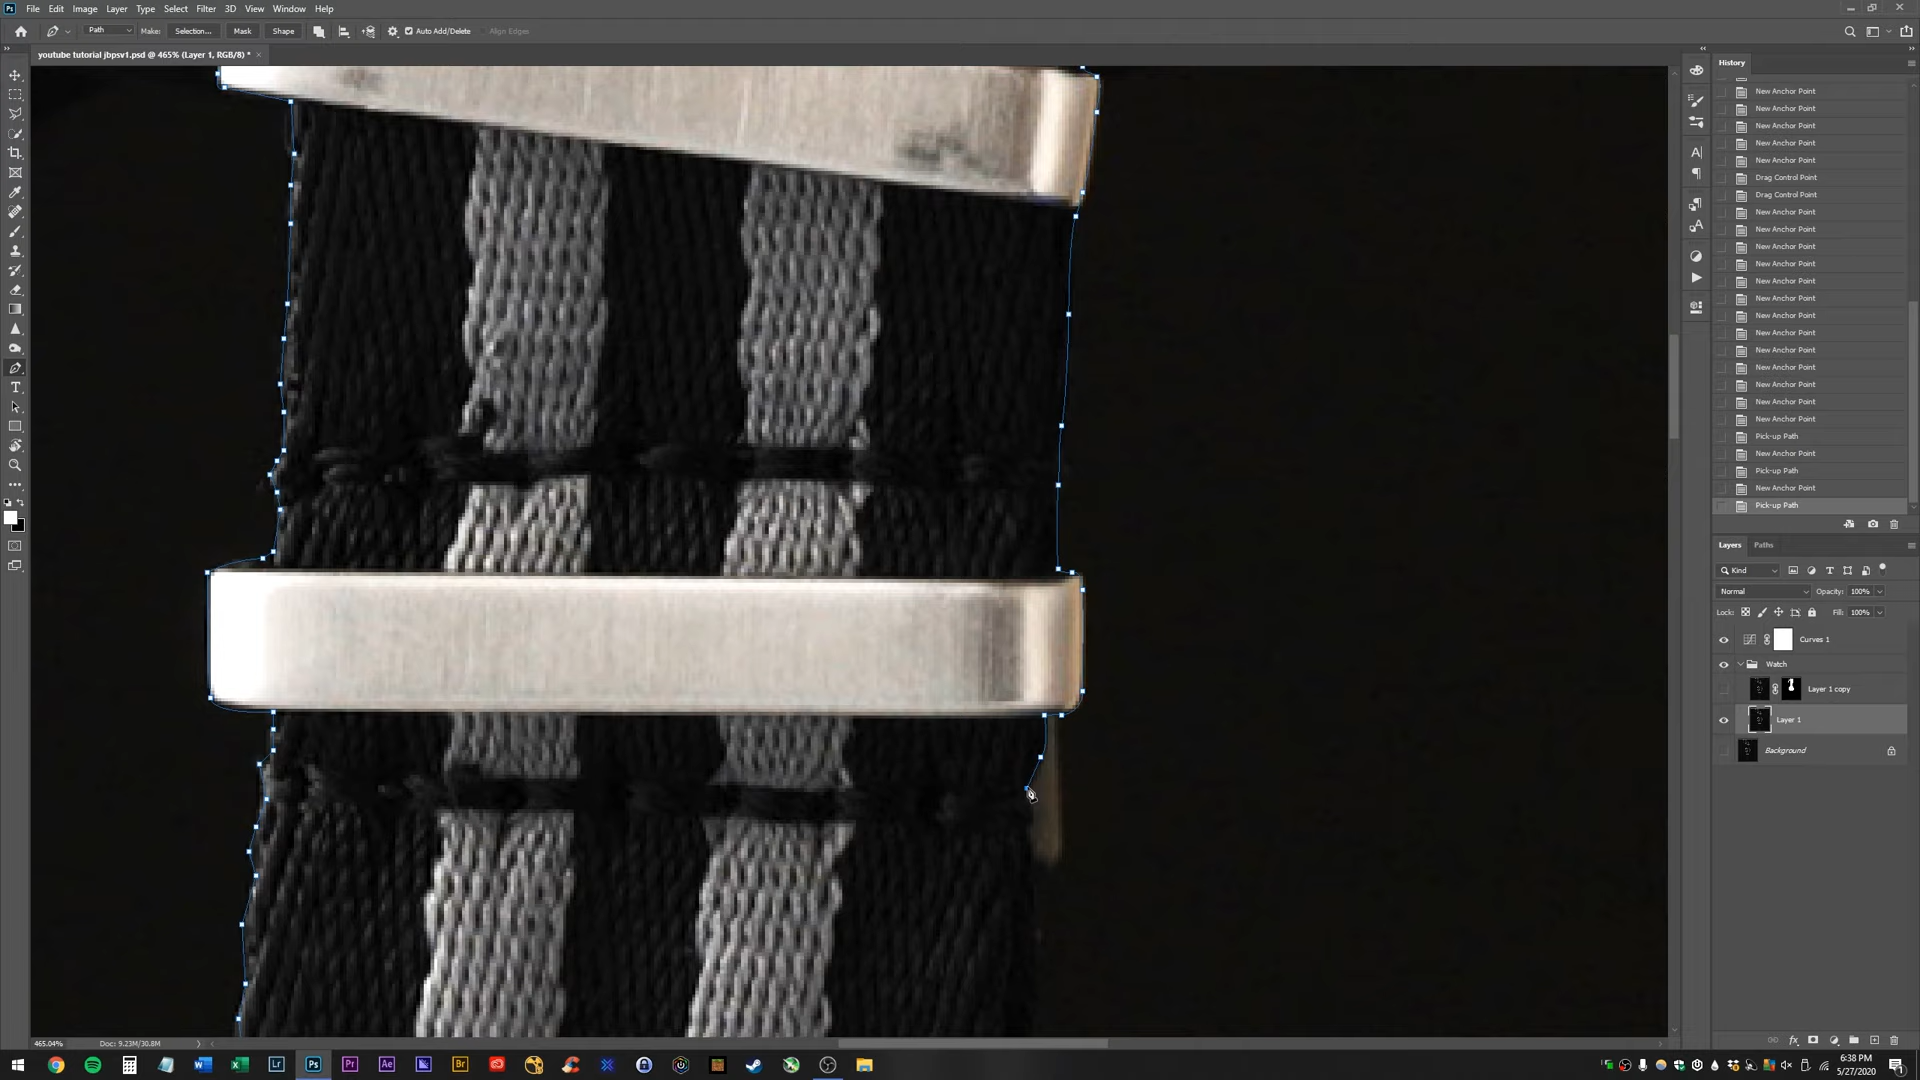 File Edit Image Layer Type Select Filter 3D View Window Help
Path Make: Selection... Mask Shape Auto Add/Delete Align Edges
youtube tutorial jbpsv1.psd @ 465% (Layer 1, RGB/8) *
History
New Anchor Point
New Anchor Point
New Anchor Point
New Anchor Point
New Anchor Point
Drag Control Point
Drag Control Point
New Anchor Point
New Anchor Point
New Anchor Point
New Anchor Point
New Anchor Point
New Anchor Point
New Anchor Point
New Anchor Point
New Anchor Point
New Anchor Point
New Anchor Point
New Anchor Point
New Anchor Point
Pick-up Path
New Anchor Point
Pick-up Path
New Anchor Point
Pick-up Path
Layers Paths
Kind
Normal Opacity: 100%
Lock: Fill: 100%
Curves 1
Watch
Layer 1 copy
Layer 1
Background
465.04% Doc: 9.23M/30.8M
6:38 PM
5/27/2020